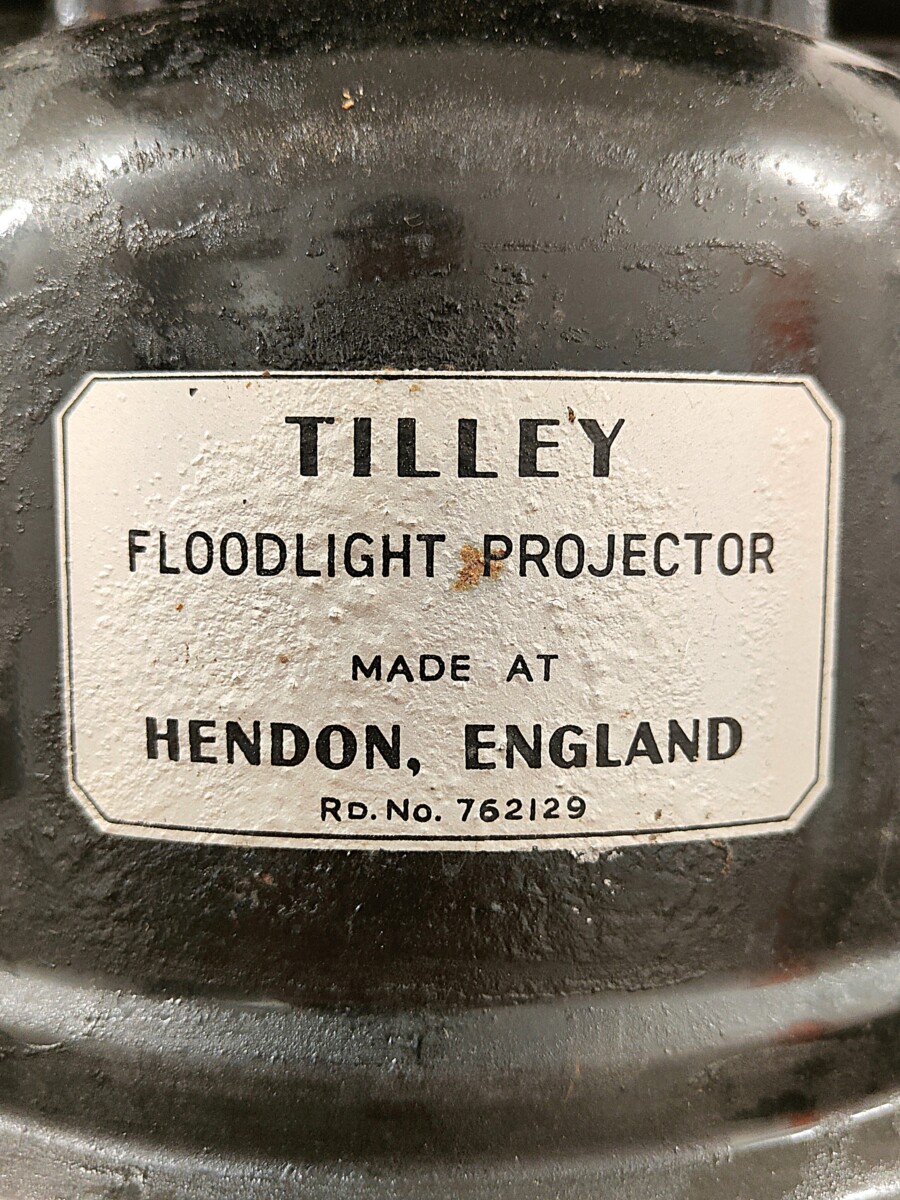 TILLEY
FLOODLIGHT PROJECTOR
MADE AT
HENDON, ENGLAND
RD. No. 762129